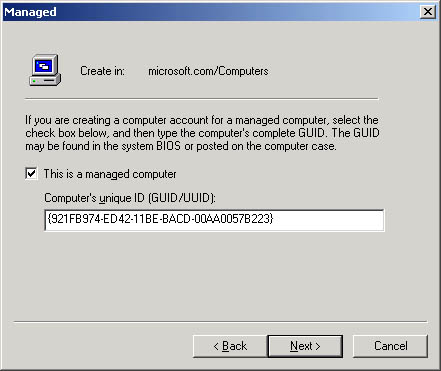 Managed
Create in: microsoft.com/Computers
If you are creating a computer account for a managed computer, select the
check box below, and then type the computer's complete GUID. The GUID
may be found in the system BIOS or posted on the computer case.
This is a managed computer
Computer's unique ID (GUID/UUID):
{921FB974-ED42-11BE-BACD-00AA0057B223}
< Back Next > Cancel